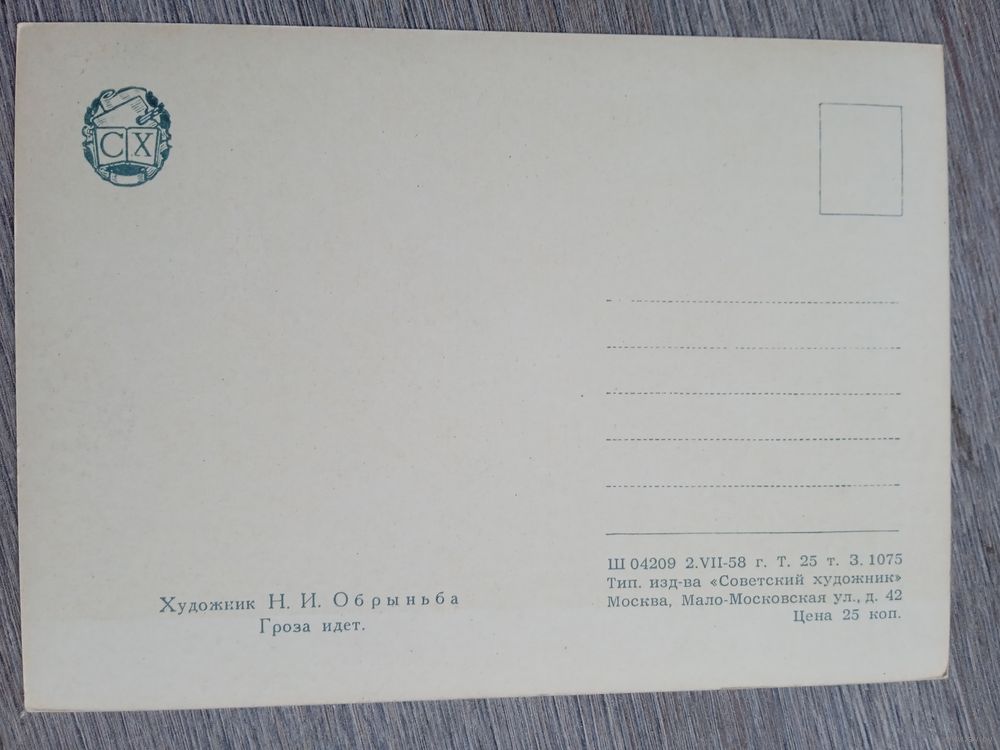 СХ
Художник Н. И. Обрыньба
Гроза идет.
Ш 04209 2.VII-58 г. Т. 25 т. З. 1075
Тип. изд-ва «Советский художник»
Москва, Мало-Московская ул., д. 42
Цена 25 коп.